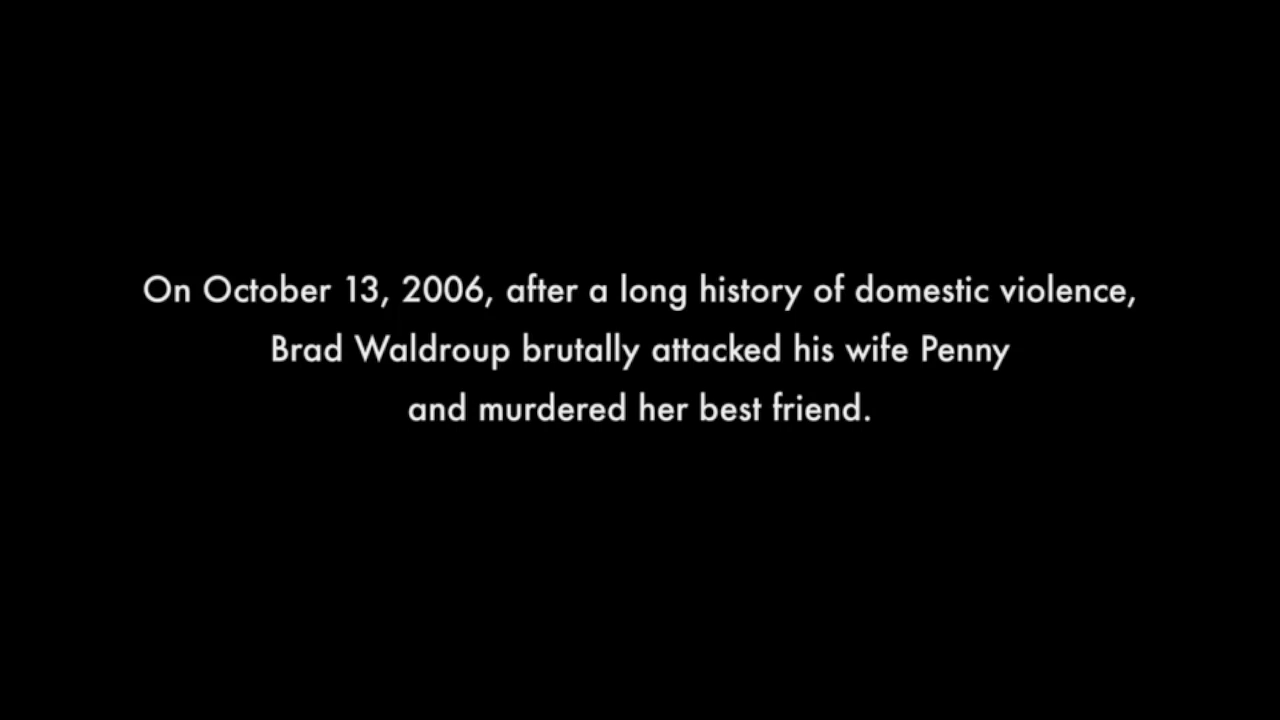 On October 13, 2006, after a long history of domestic violence,
Brad Waldroup brutally attacked his wife Penny
and murdered her best friend.